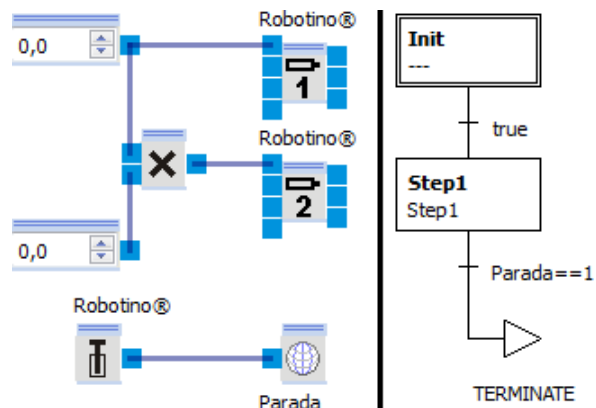 Robotino®
0,0
1
Robotino®
2
0,0
Robotino®
Parada
Init
---
true
Step1
Step1
Parada==1
TERMINATE